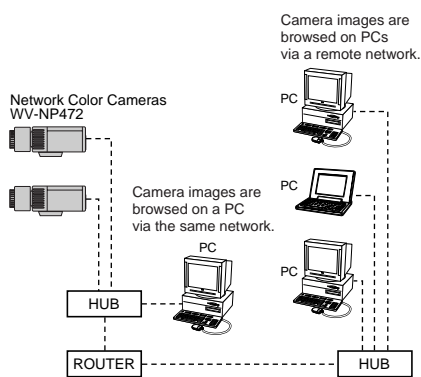 Camera images are
browsed on PCs
via a remote network.
PC
Network Color Cameras
WV-NP472
PC
Camera images are
browsed on a PC
via the same network.
PC
PC
HUB
ROUTER
HUB